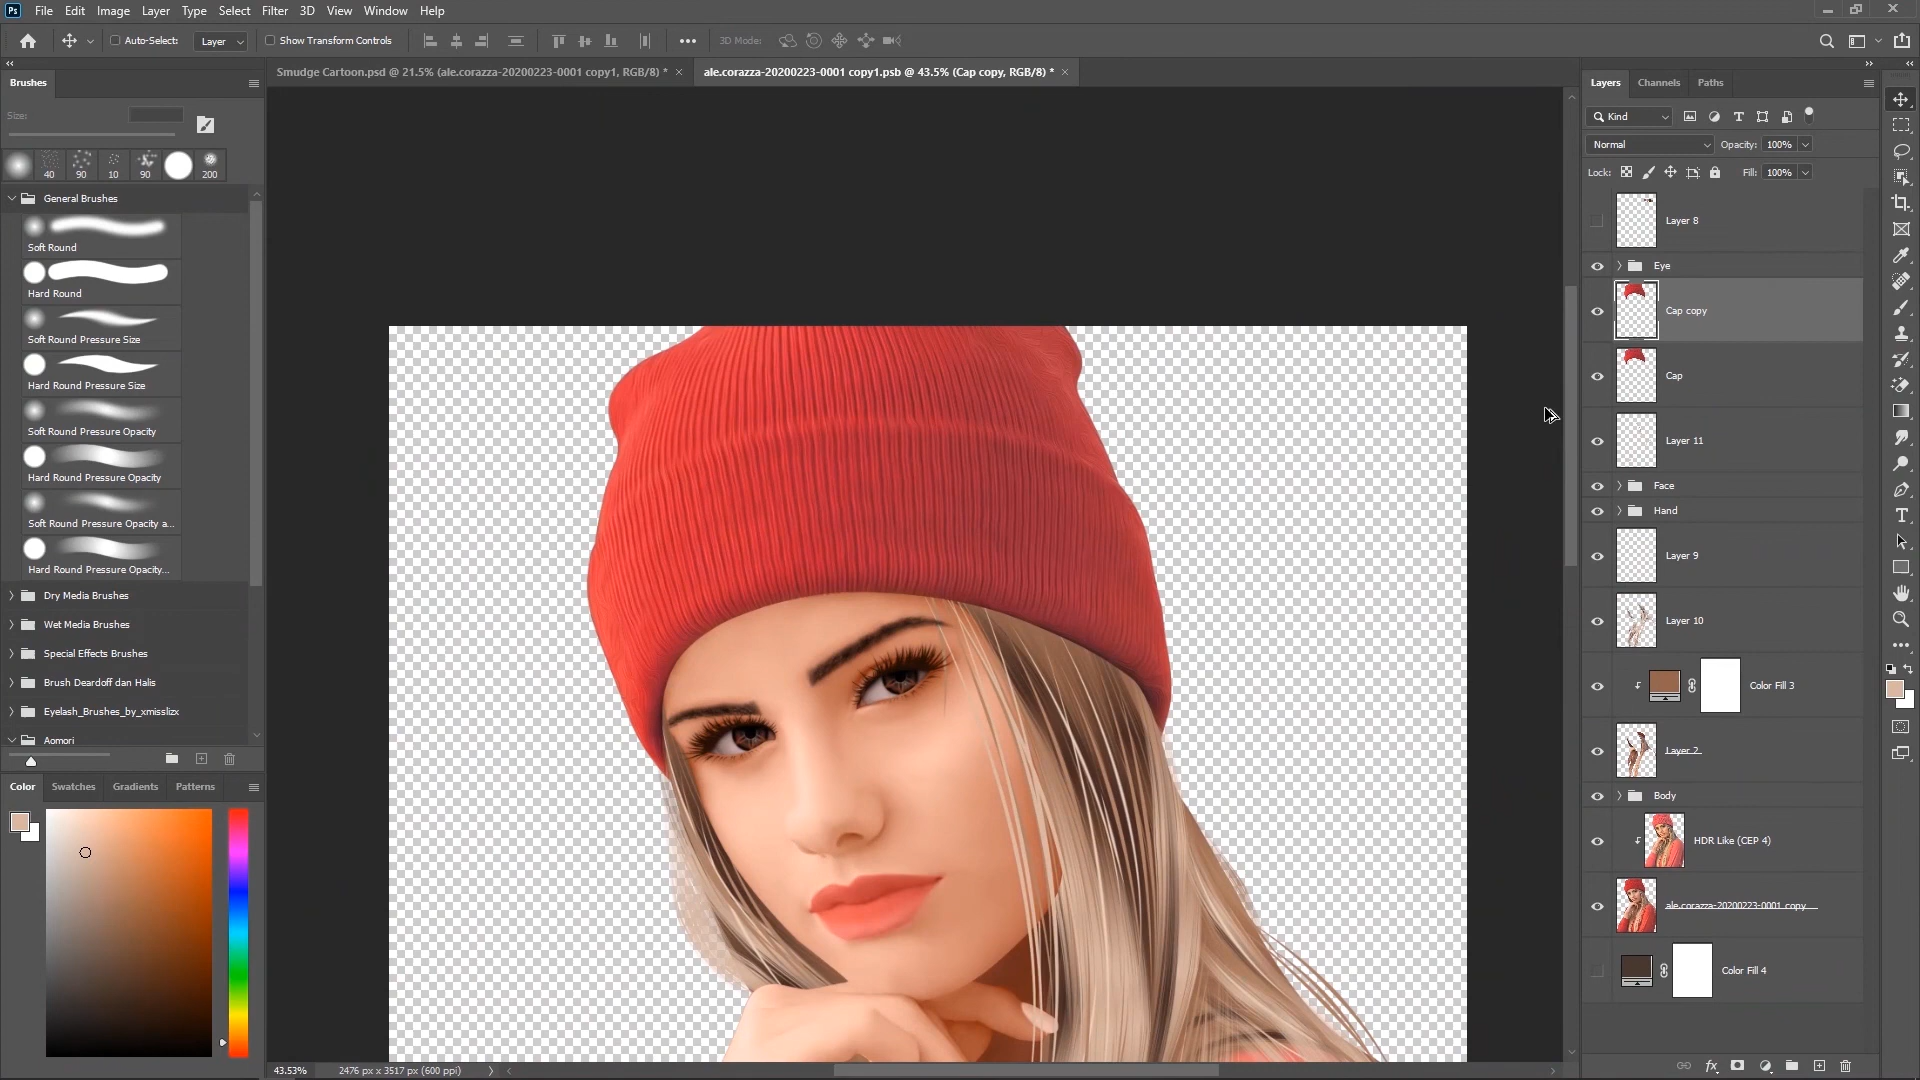 Ps File Edit Image Layer Type Select Filter 3D View Window Help
Auto-Select: Layer Show Transform Controls 3D Mode:
Smudge Cartoon.psd @ 21.5% (ale.corazza-20200223-0001 copy1, RGB/8) * ×
ale.corazza-20200223-0001 copy1.psb @ 43.5% (Cap copy, RGB/8) * ×
Brushes
Size:
40 90 10 90 200
General Brushes
Soft Round
Hard Round
Soft Round Pressure Size
Hard Round Pressure Size
Soft Round Pressure Opacity
Hard Round Pressure Opacity
Soft Round Pressure Opacity a...
Hard Round Pressure Opacity...
Dry Media Brushes
Wet Media Brushes
Special Effects Brushes
Brush Deardoff dan Halis
Eyelash_Brushes_by_xmisslizx
Aomori
Color Swatches Gradients Patterns
43.53% 2476 px x 3517 px (600 ppi)
Layers Channels Paths
Kind
Normal Opacity: 100%
Lock: Fill: 100%
Layer 8
Eye
Cap copy
Cap
Layer 11
Face
Hand
Layer 9
Layer 10
Color Fill 3
Layer 2
Body
HDR Like (CEP 4)
ale.corazza-20200223-0001 copy
Color Fill 4